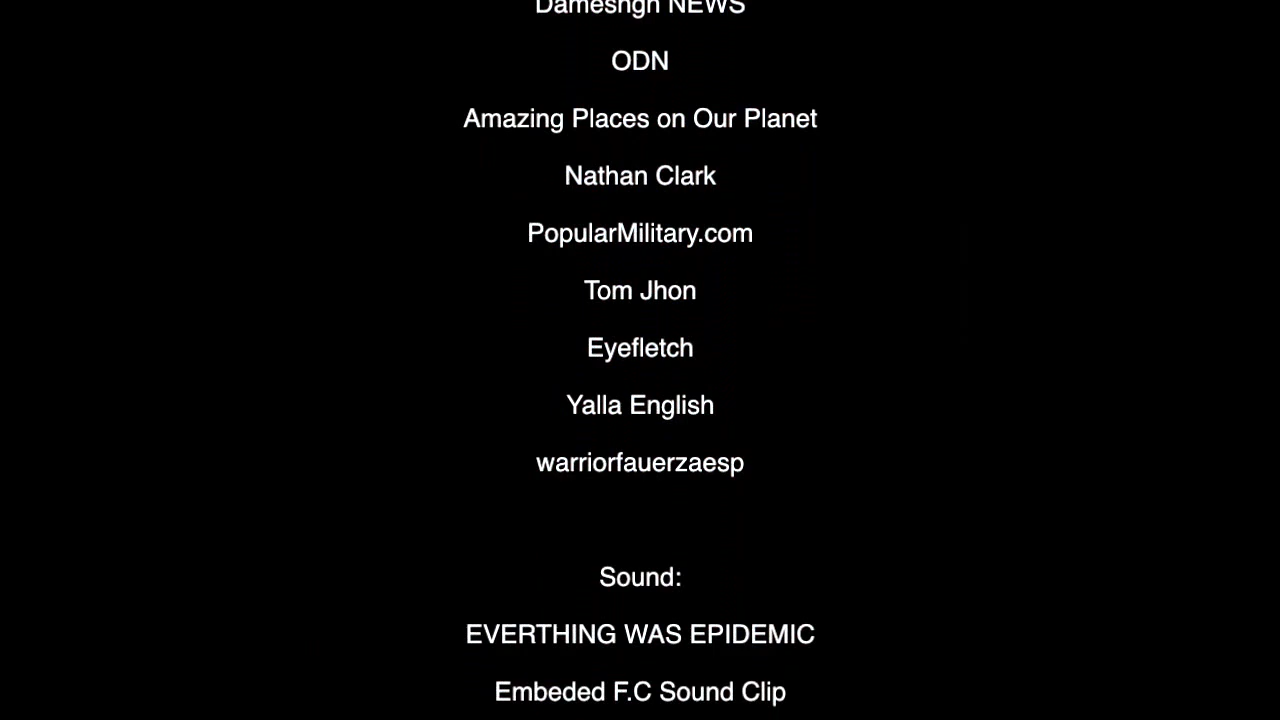 Dameshgh NEWS
ODN
Amazing Places on Our Planet
Nathan Clark
PopularMilitary.com
Tom Jhon
Eyefletch
Yalla English
warriorfauerzaesp
Sound:
EVERTHING WAS EPIDEMIC
Embeded F.C Sound Clip